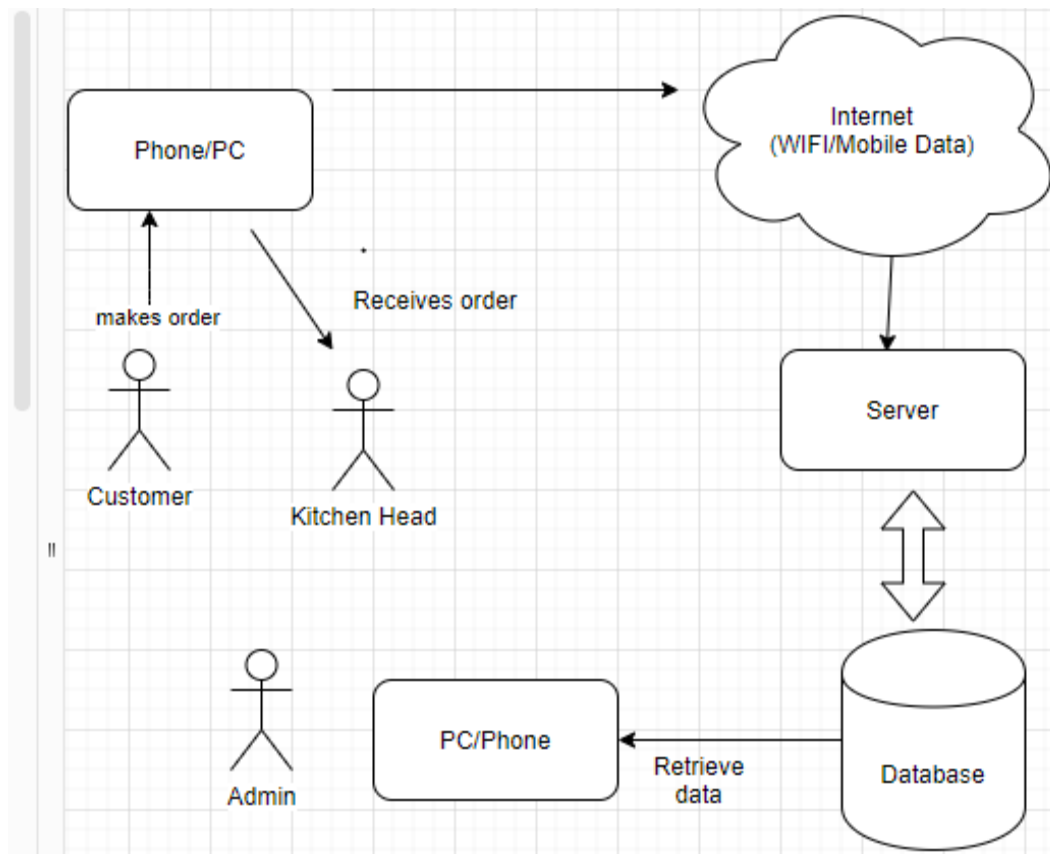 Phone/PC
Internet
(WIFI/Mobile Data)
makes order
Receives order
Customer
Kitchen Head
Server
Admin
PC/Phone
Retrieve
data
Database